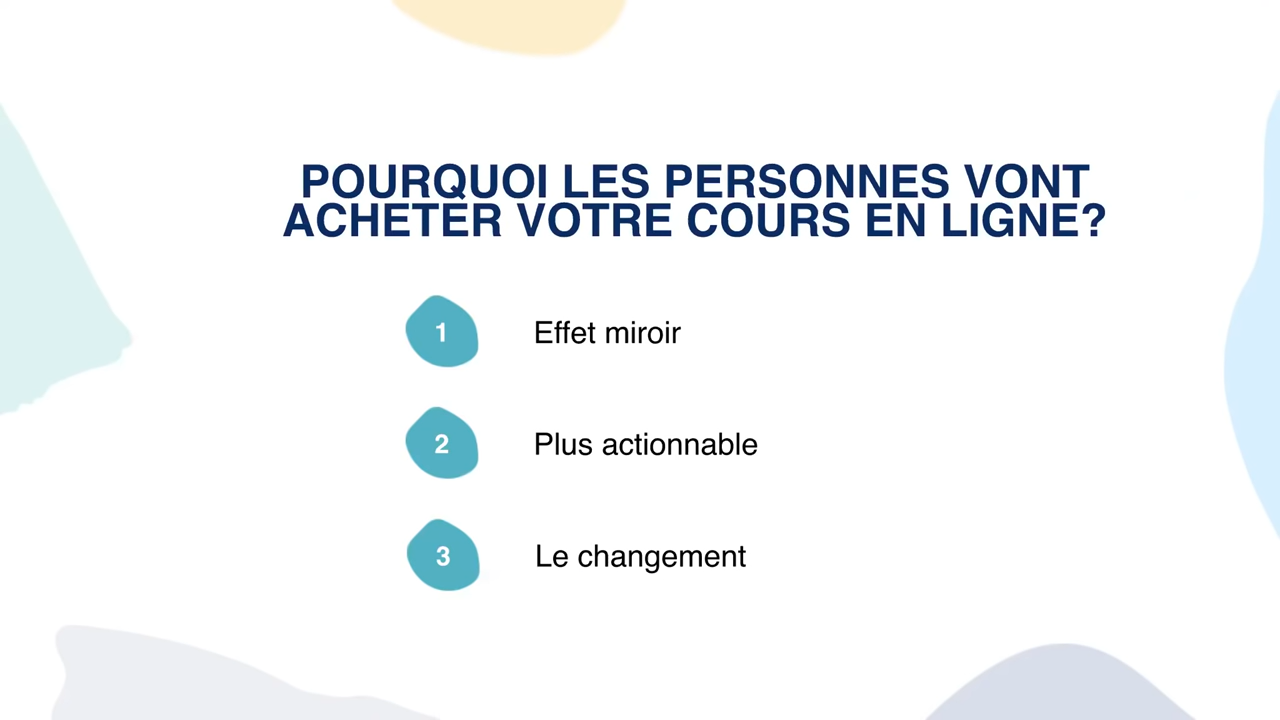 POURQUOI LES PERSONNES VONT
ACHETER VOTRE COURS EN LIGNE?
1 Effet miroir
2 Plus actionnable
3 Le changement